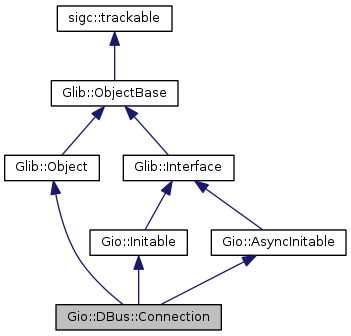 sigc::trackable
Glib::ObjectBase
Glib::Object
Glib::Interface
Gio::Initable
Gio::AsyncInitable
Gio::DBus::Connection